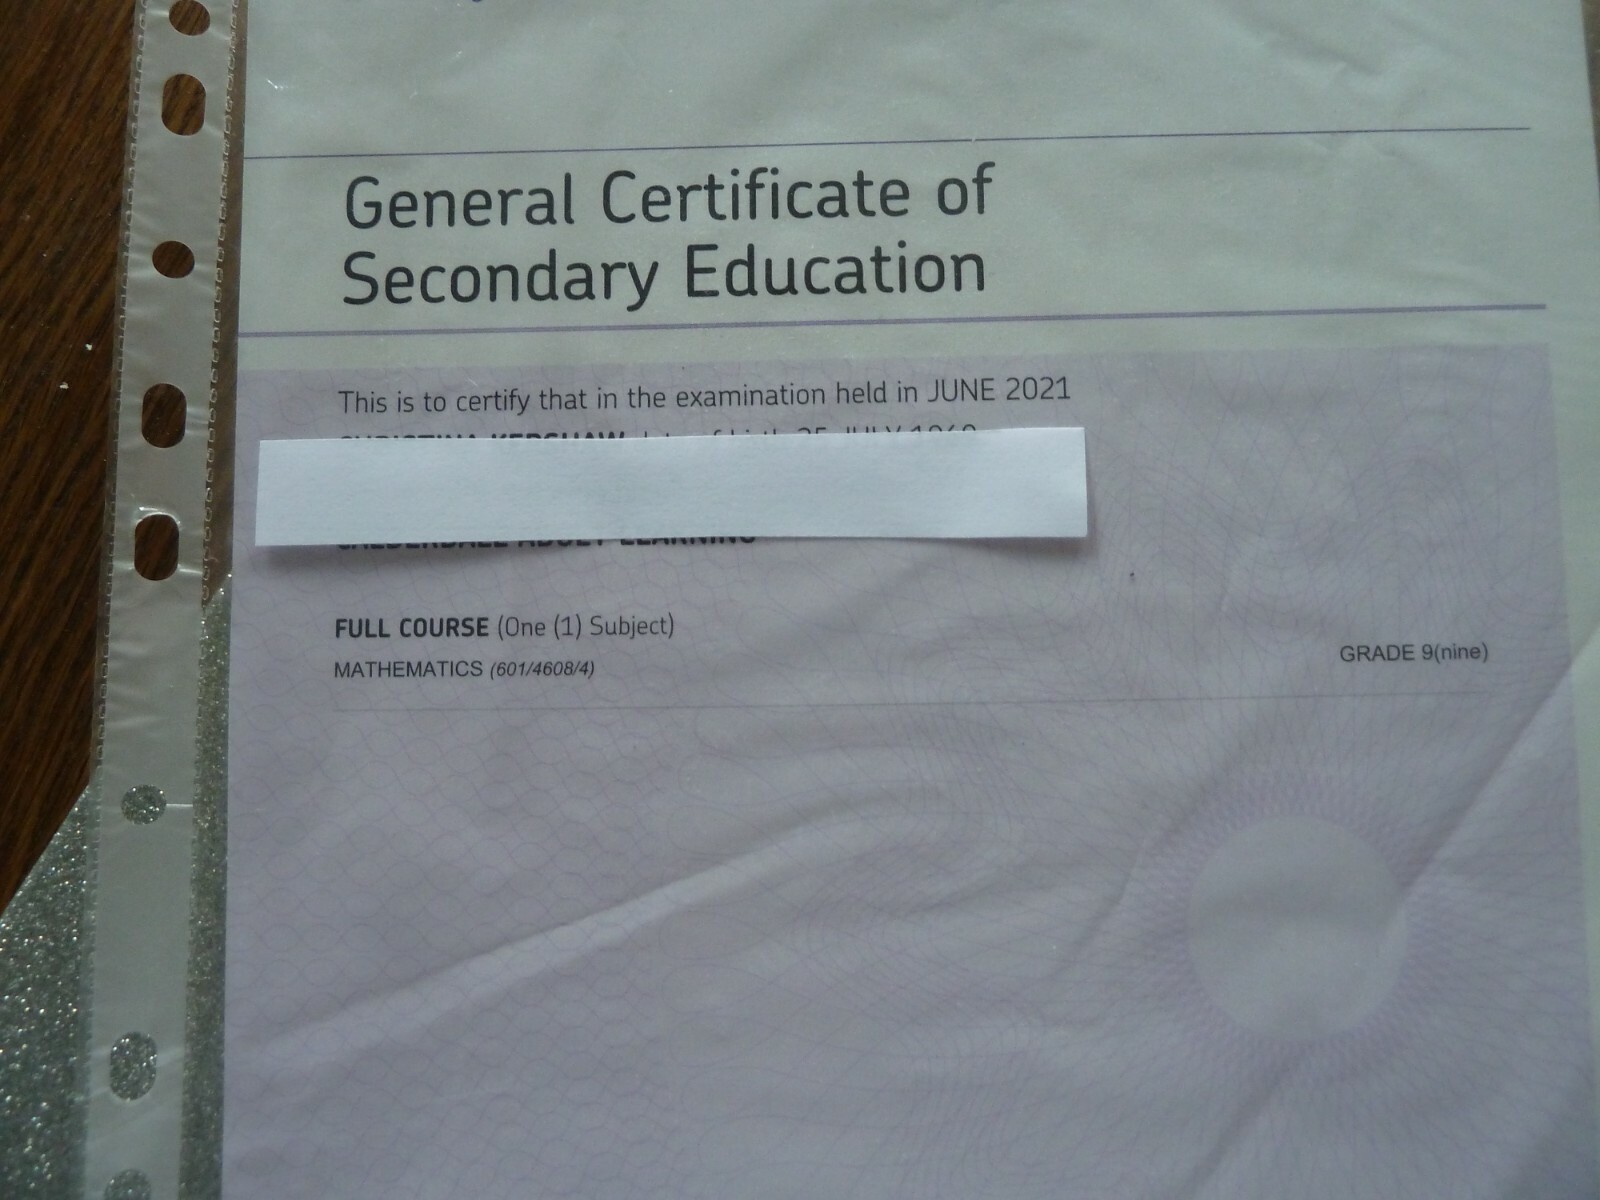 General Certificate of
Secondary Education
This is to certify that in the examination held in JUNE 2021
FULL COURSE (One (1) Subject)
MATHEMATICS (601/4608/4)
GRADE 9(nine)